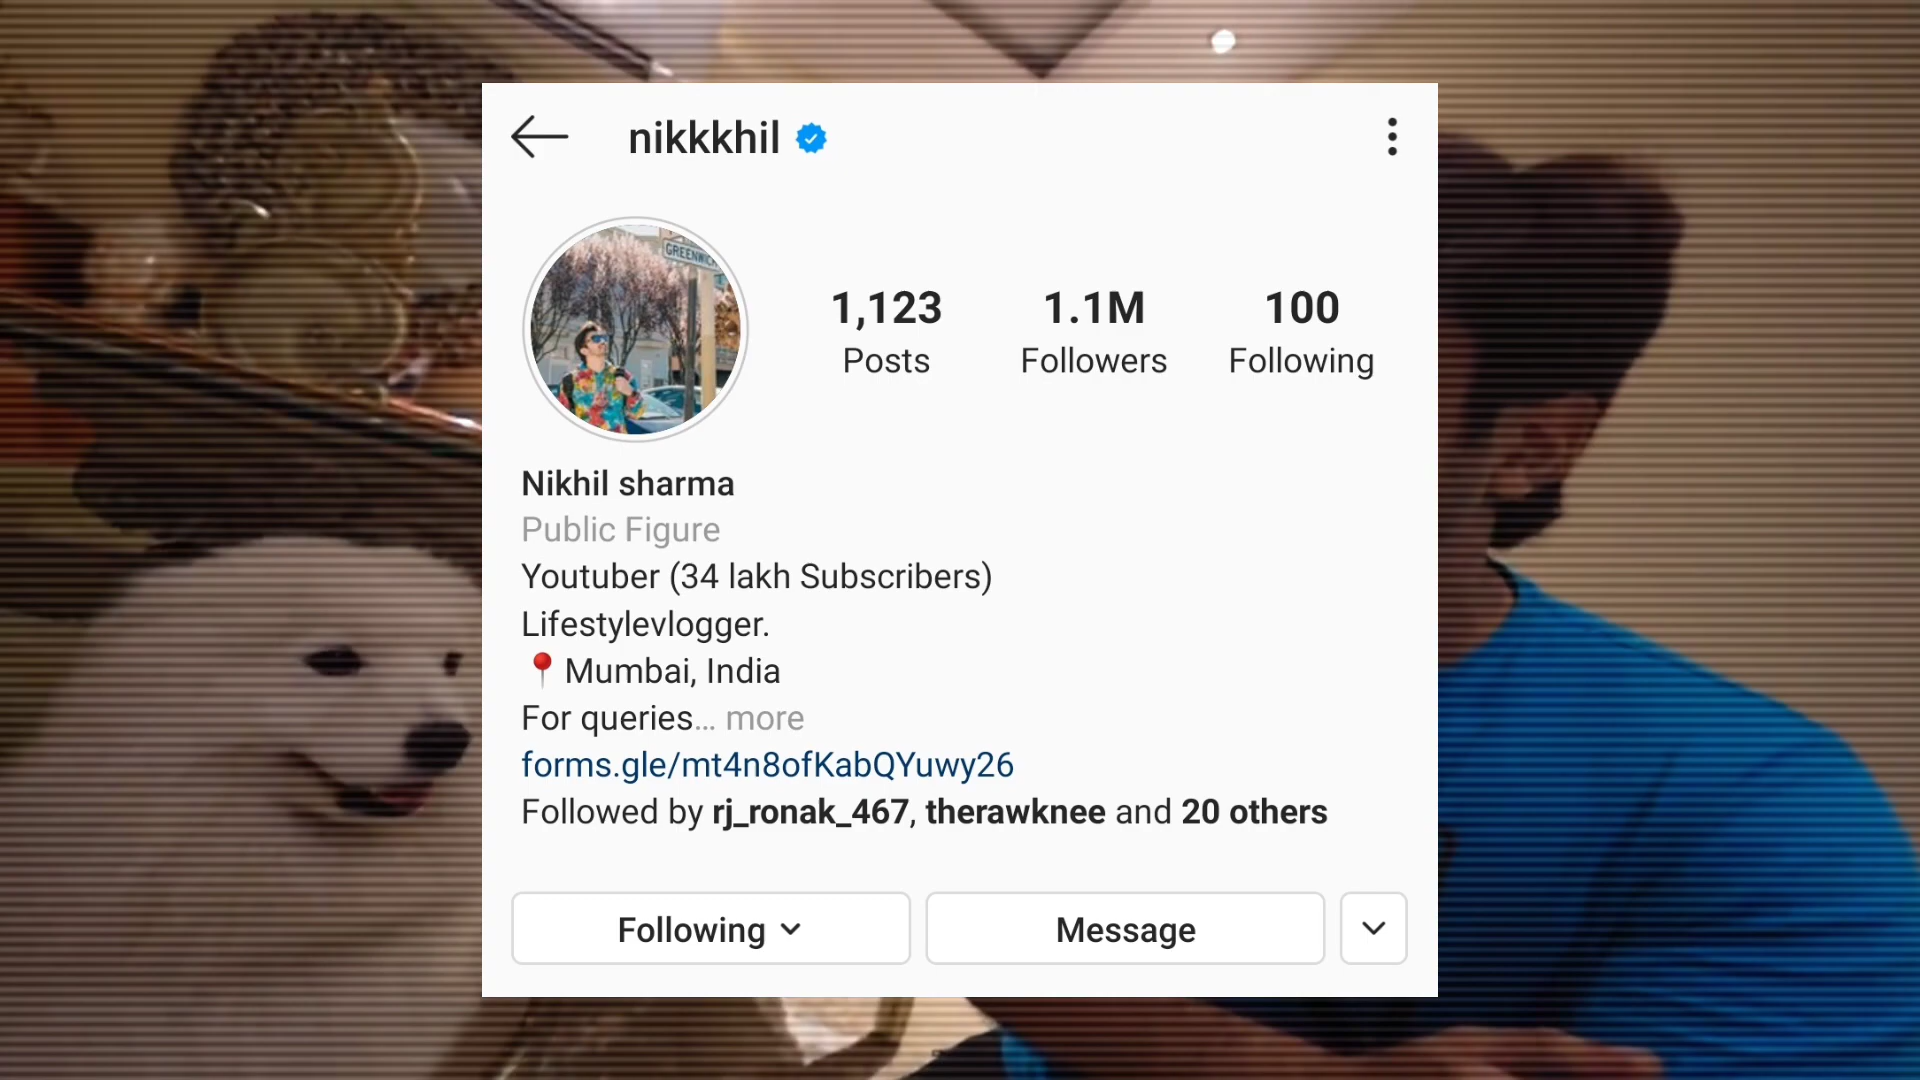 nikkkhil
GREENWICH
1,123 1.1M 100
Posts Followers Following
Nikhil sharma
Public Figure
Youtuber (34 lakh Subscribers)
Lifestylevlogger.
📍Mumbai, India
For queries... more
forms.gle/mt4n8ofKabQYuwy26
Followed by rj_ronak_467, therawknee and 20 others
Following Message